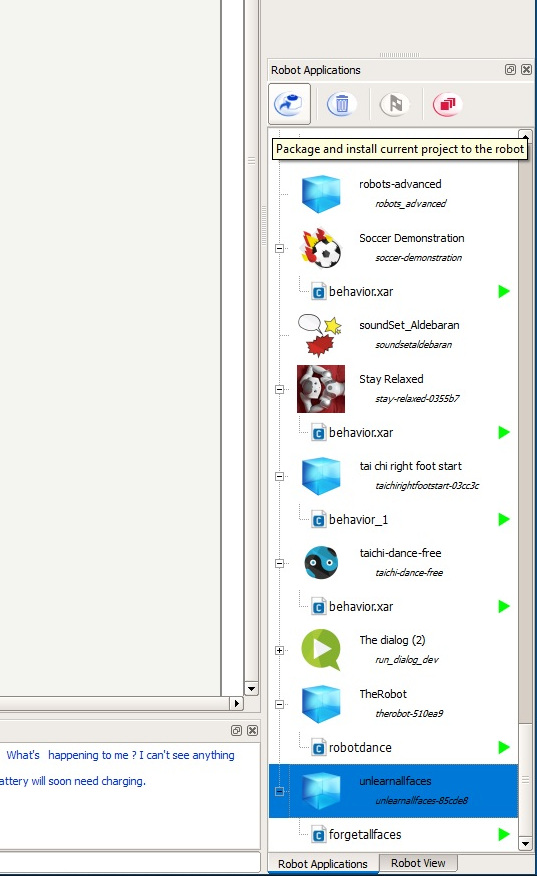 Robot Applications
Package and install current project to the robot
robots-advanced
robots_advanced
Soccer Demonstration
soccer-demonstration
behavior.xar
soundSet_Aldebaran
soundsetaldebaran
Stay Relaxed
stay-relaxed-0355b7
behavior.xar
tai chi right foot start
taichirightfootstart-03cc3c
behavior_1
taichi-dance-free
taichi-dance-free
behavior.xar
The dialog (2)
run_dialog_dev
TheRobot
therobot-510ea9
robotdance
What's happening to me ? I can't see anything
attery will soon need charging.
unlearnallfaces
unlearnallfaces-85cde8
forgetallfaces
Robot Applications
Robot View